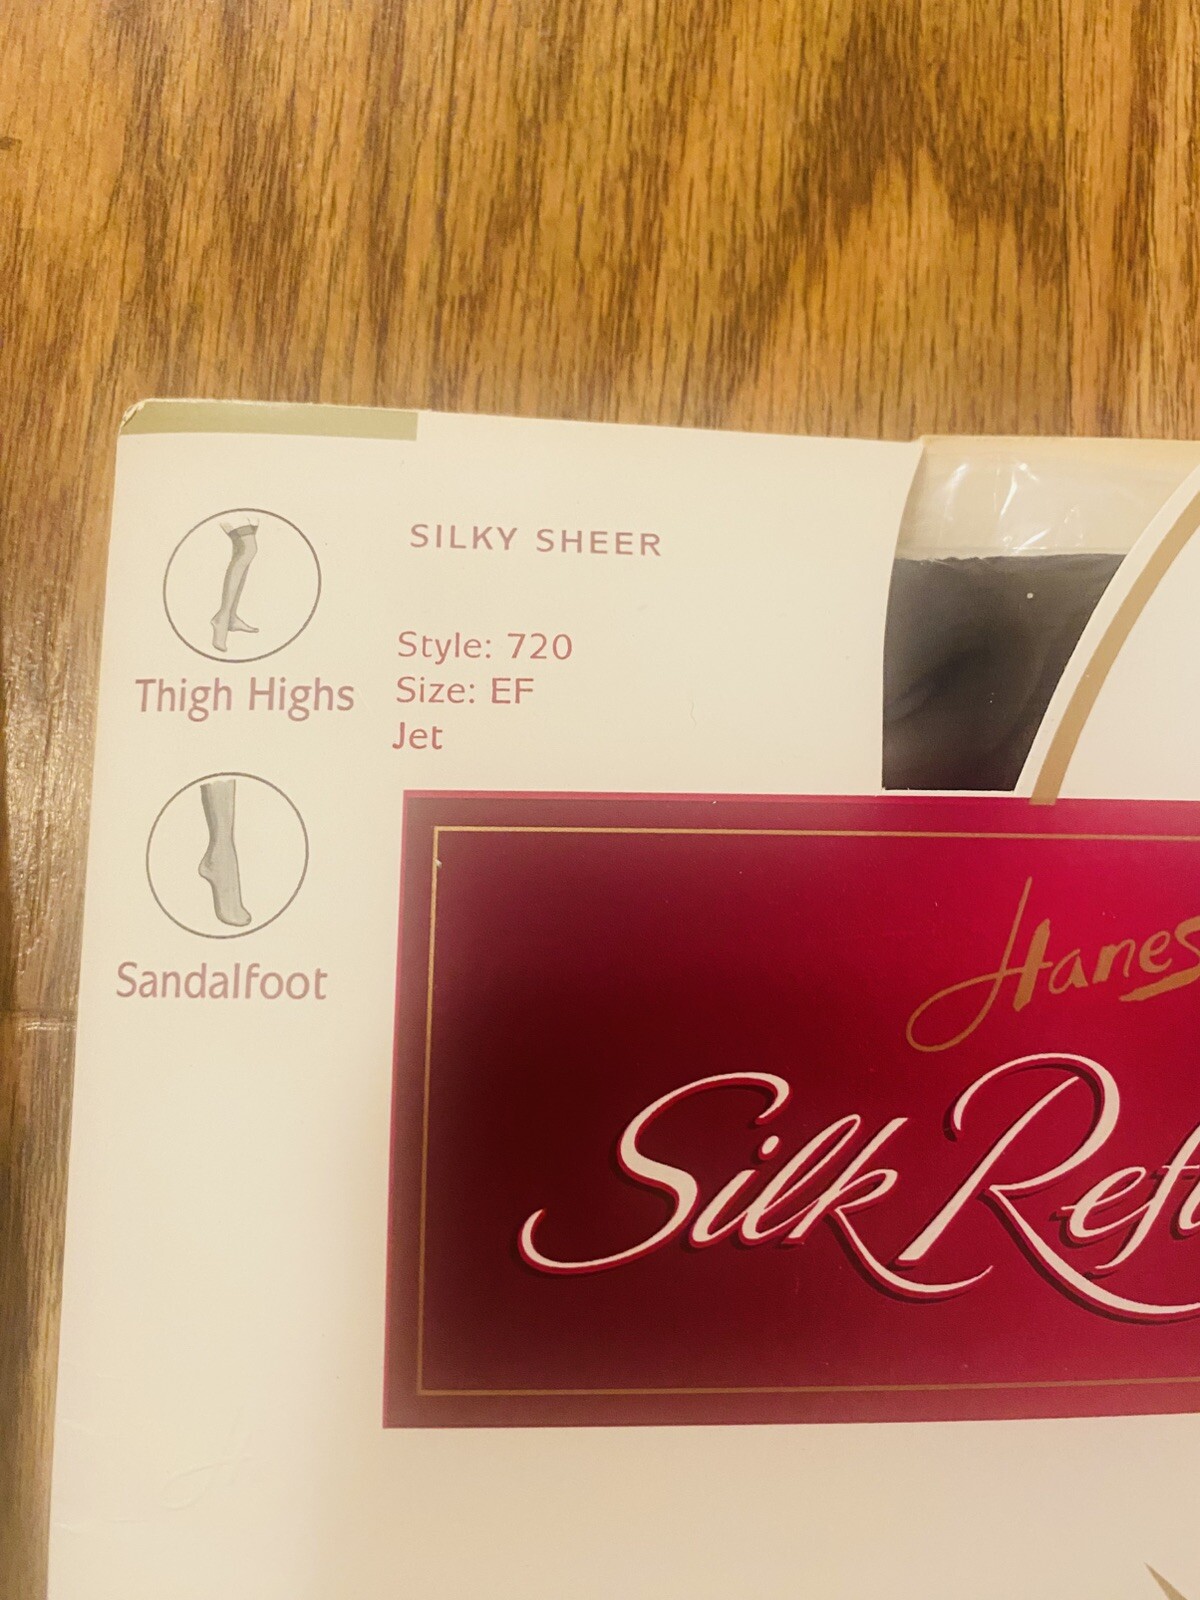 SILKY SHEER
Style: 720
Size: EF
Jet
Thigh Highs
Sandalfoot
Hanes
Silk Refl